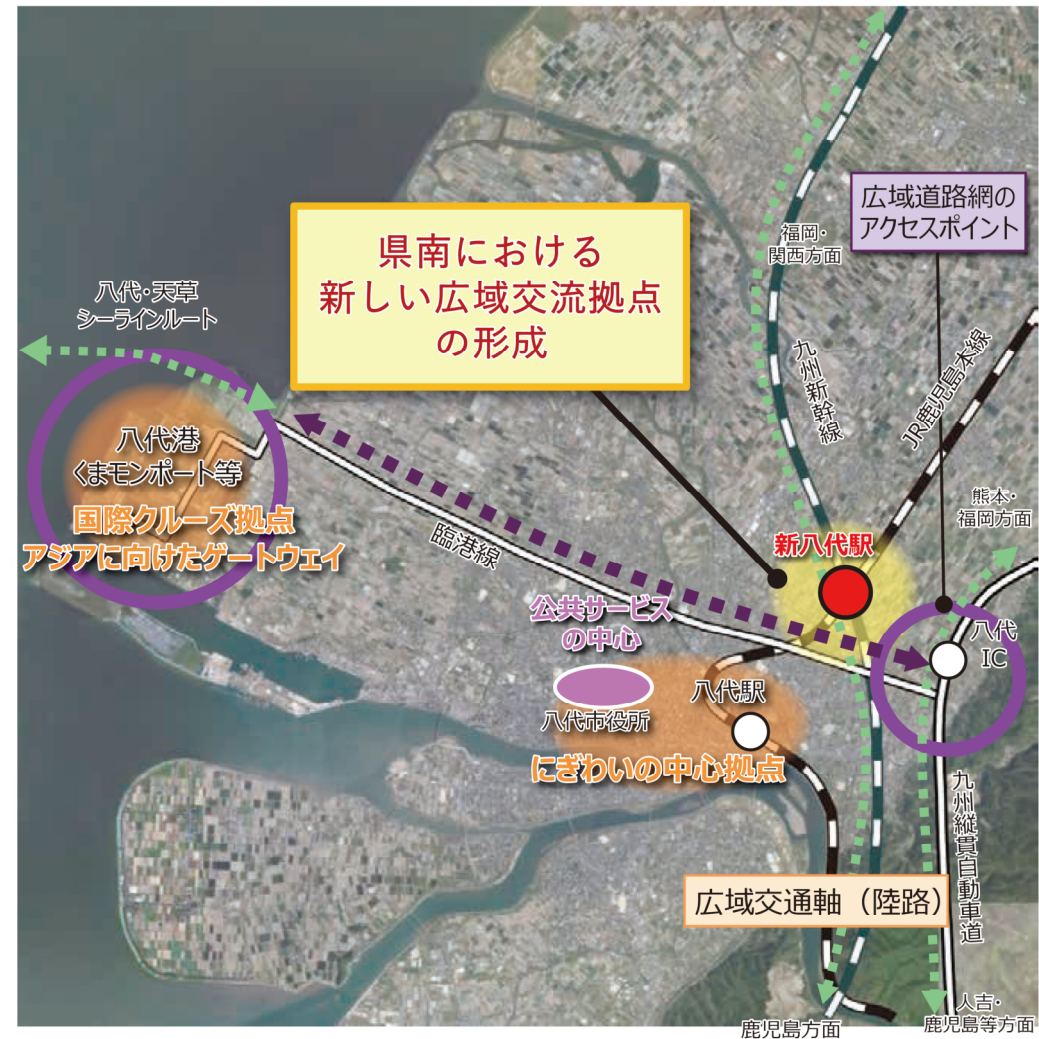 広域道路網の
アクセスポイント
県南における
新しい広域交流拠点
の形成
福岡・
関西方面
八代・天草
シーラインルート
九州新幹線
JR鹿児島本線
八代港
くまモンポート等
国際クルーズ拠点
アジアに向けたゲートウェイ
熊本・
福岡方面
臨港線
新八代駅
公共サービス
の中心
八代
IC
八代駅
八代市役所
にぎわいの中心拠点
九州縦貫自動車道
広域交通軸（陸路）
人吉・
鹿児島等方面
鹿児島方面